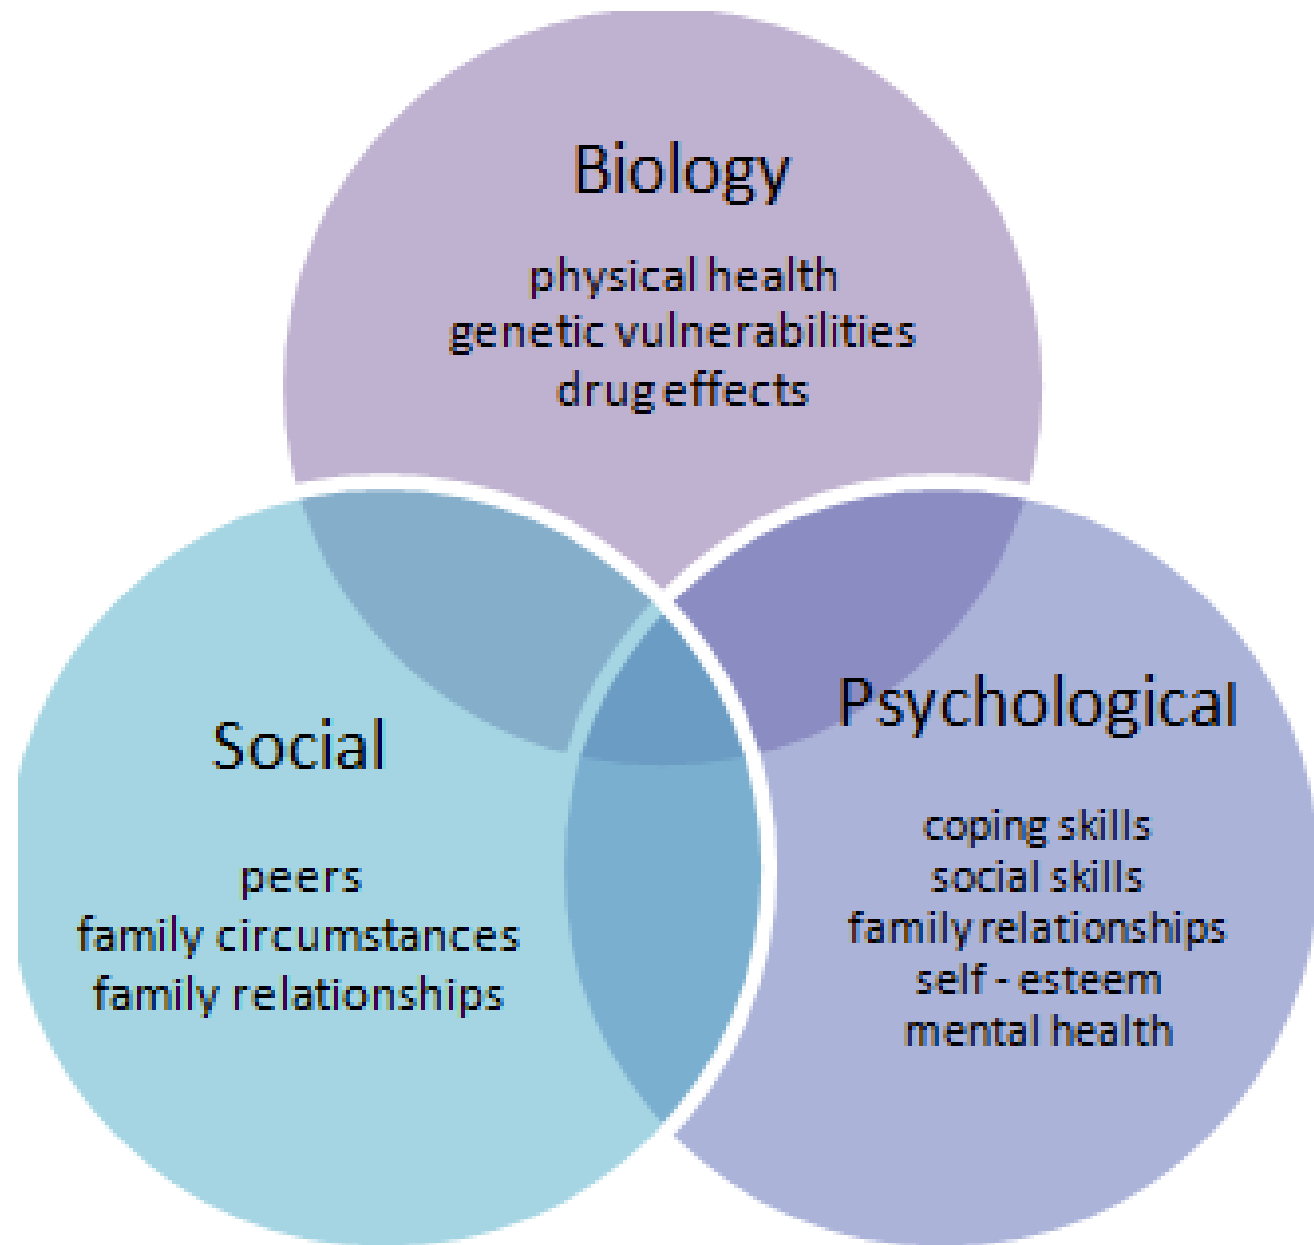 Biology
physical health
genetic vulnerabilities
drug effects
Social
peers
family circumstances
family relationships
Psychological
coping skills
social skills
family relationships
self - esteem
mental health